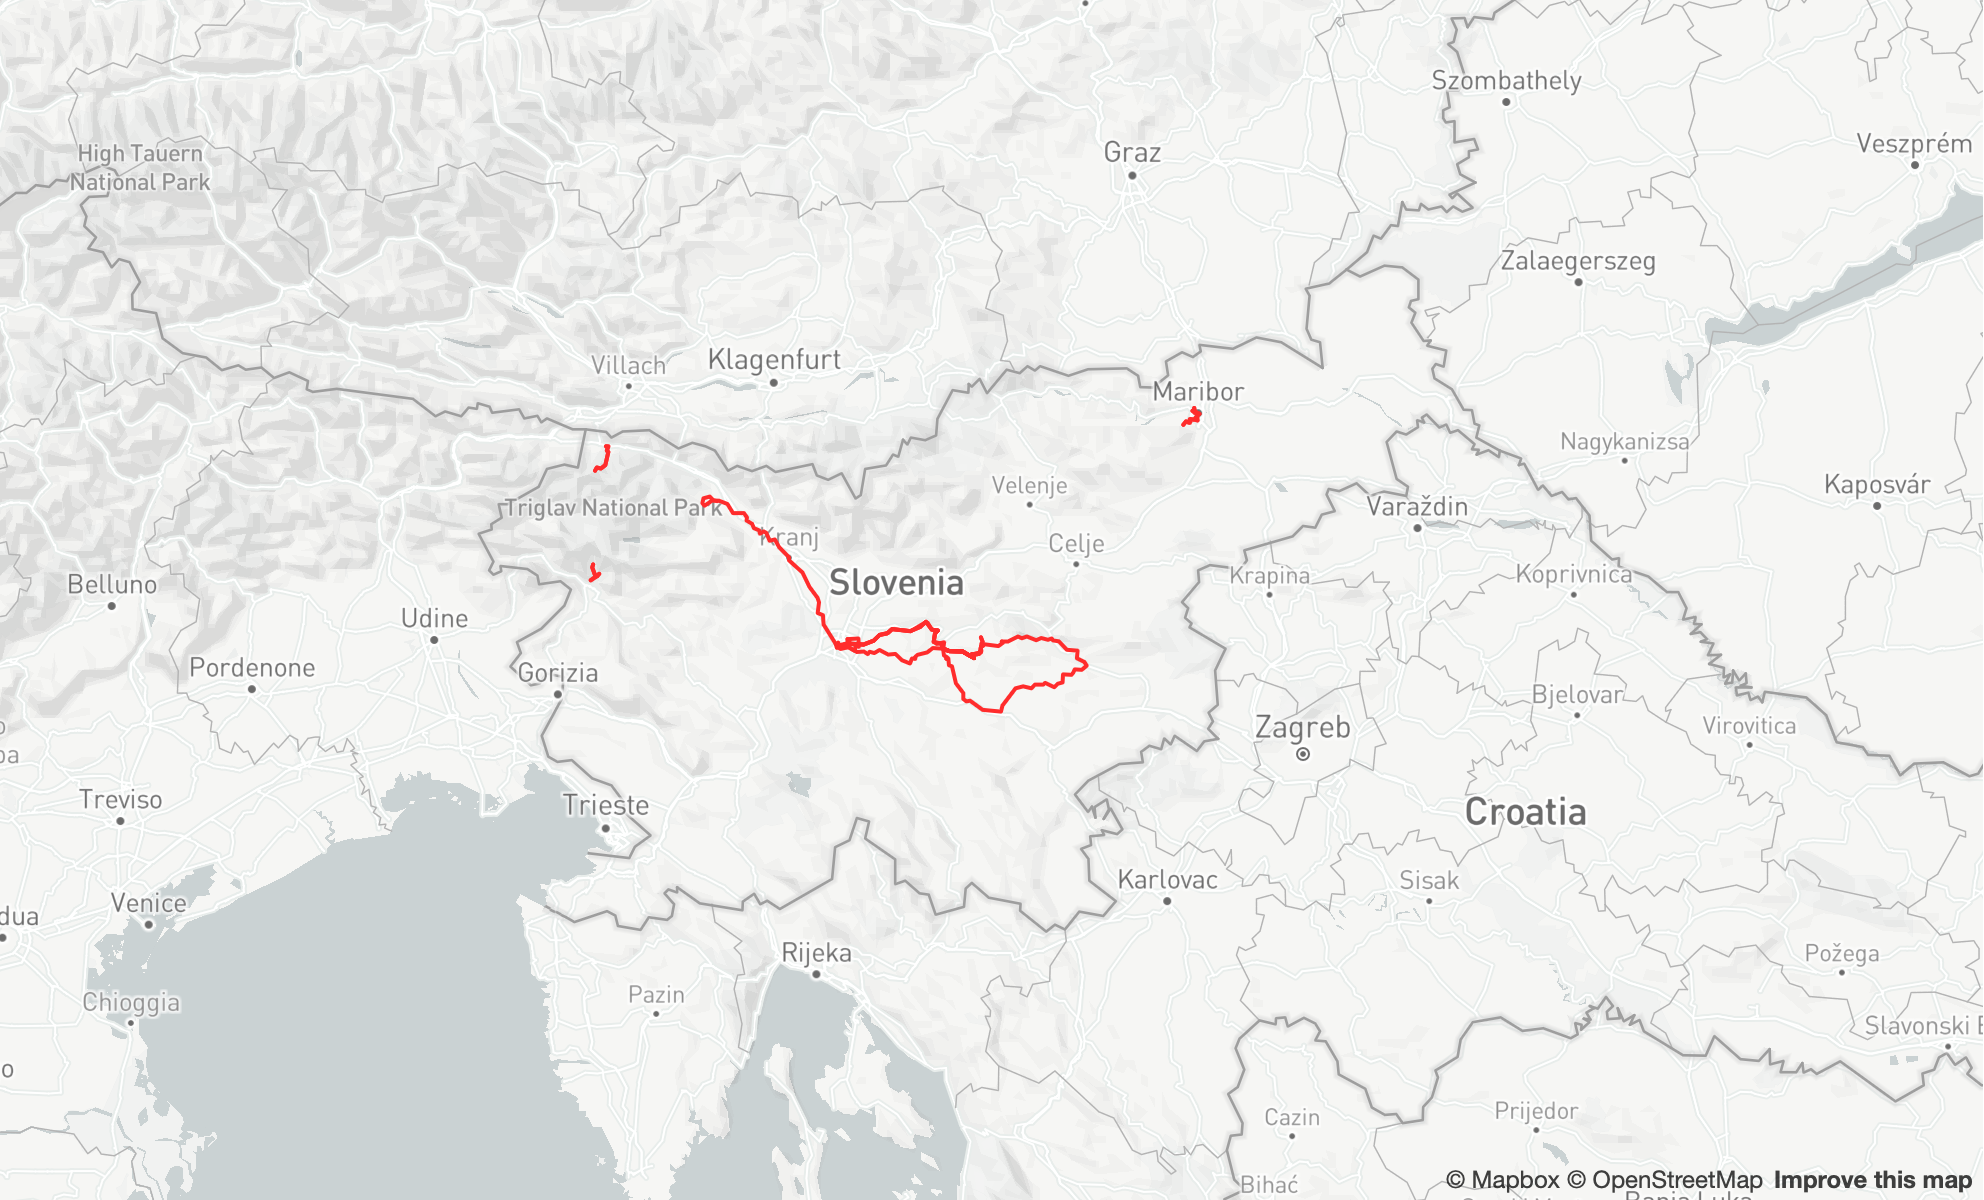 Szombathely
Veszprém
High Tauern
National Park
Graz
Zalaegerszeg
Villach
Klagenfurt
Maribor
Nagykanizsa
Kaposvár
Velenje
Triglav National Park
Varaždin
Kranj
Celje
Slovenia
Krapina
Koprivnica
Belluno
Udine
Pordenone
Gorizia
Bjelovar
Zagreb
Virovitica
Treviso
Trieste
Croatia
Karlovac
Sisak
Venice
dua
Rijeka
Požega
Pazin
Chioggia
Slavonski
Cazin
Prijedor
Bihać
© Mapbox © OpenStreetMap Improve this map